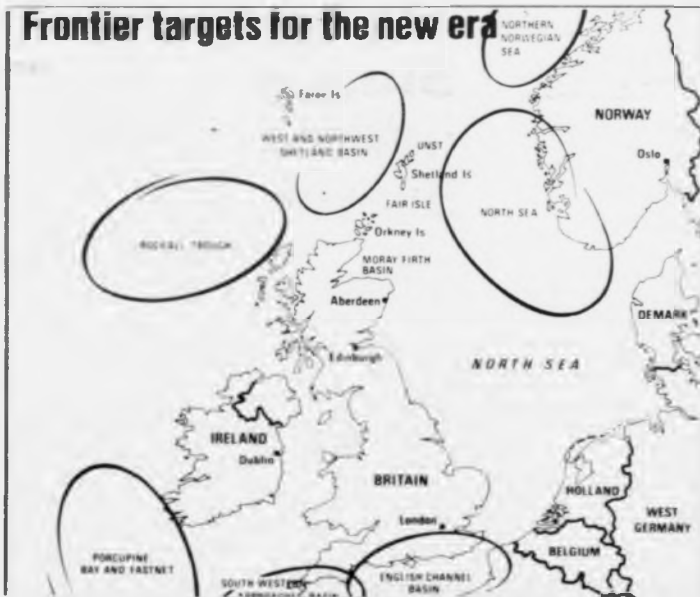 Frontier targets for the new era
NORTHERN
NORWEGIAN
SEA
Faroe Is
NORWAY
WEST AND NORTHWEST
SHETLAND BASIN
UNST
Oslo
Shetland Is
FAIR ISLE
NORTH SEA
Orkney Is
ROCKALL TROUGH
MORAY FIRTH
BASIN
Aberdeen
DEMARK
Edinburgh
NORTH SEA
IRELAND
Dublin
BRITAIN
HOLLAND
WEST
GERMANY
London
BELGIUM
PORCUPINE
BAY AND FASTNET
SOUTH WESTERN
APPROACHES BASIN
ENGLISH CHANNEL
BASIN